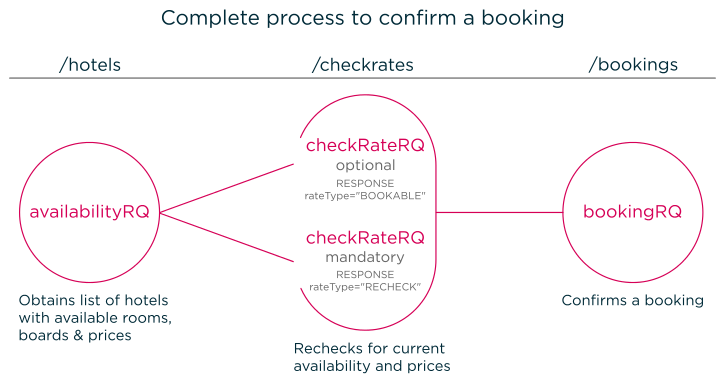 Complete process to confirm a booking
/hotels
/checkrates
/bookings
availabilityRQ
Obtains list of hotels
with available rooms,
boards & prices
checkRateRQ
optional
RESPONSE
rateType="BOOKABLE"
checkRateRQ
mandatory
RESPONSE
rateType="RECHECK"
Rechecks for current
availability and prices
bookingRQ
Confirms a booking